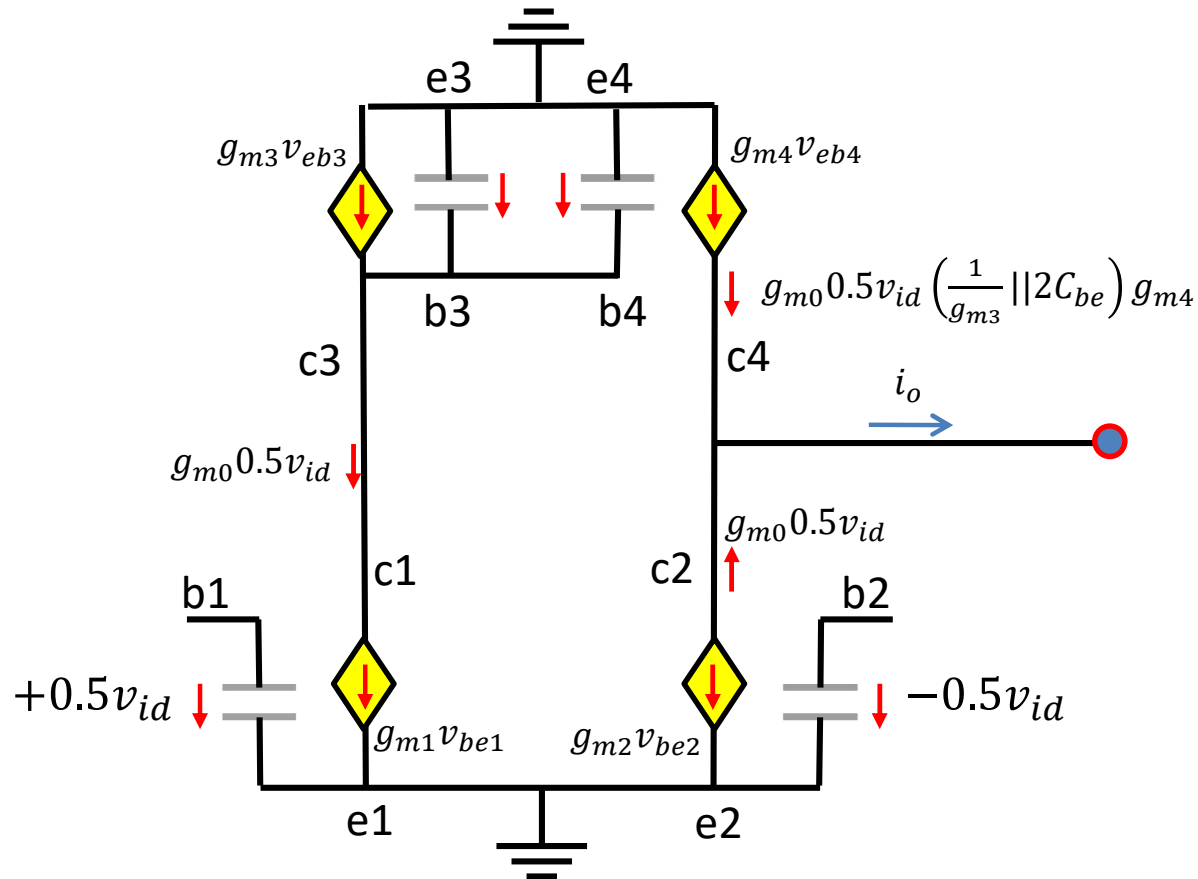 e3
e4
g_{m3}v_{eb3}
g_{m4}v_{eb4}
b3
b4
g_{m0}0.5v_{id}(\frac{1}{g_{m3}}||2C_{be})g_{m4}
c3
c4
i_o
g_{m0}0.5v_{id}
g_{m0}0.5v_{id}
c1
c2
b1
b2
+0.5v_{id}
−0.5v_{id}
g_{m1}v_{be1}
g_{m2}v_{be2}
e1
e2